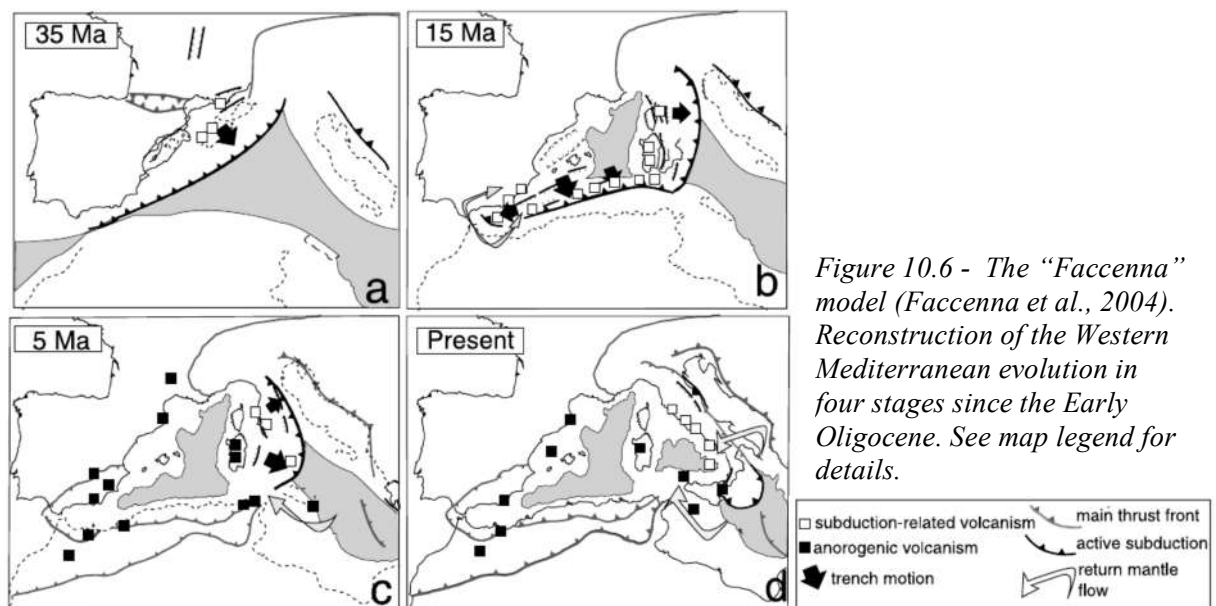 35 Ma
a
15 Ma
b
5 Ma
c
Present
d
Figure 10.6 - The “Faccenna”
model (Faccenna et al., 2004).
Reconstruction of the Western
Mediterranean evolution in
four stages since the Early
Oligocene. See map legend for
details.
subduction-related volcanism
anorogenic volcanism
trench motion
main thrust front
active subduction
return mantle
flow